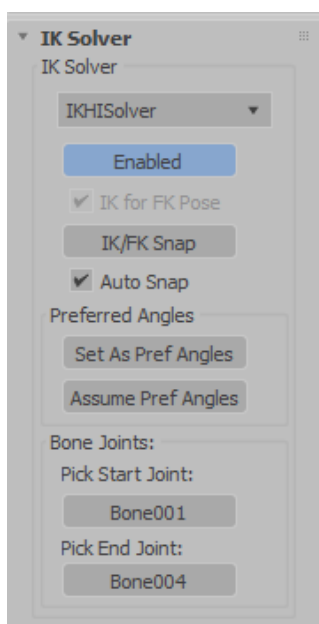 IK Solver
IK Solver
IKHISolver
Enabled
IK for FK Pose
IK/FK Snap
Auto Snap
Preferred Angles
Set As Pref Angles
Assume Pref Angles
Bone Joints:
Pick Start Joint:
Bone001
Pick End Joint:
Bone004